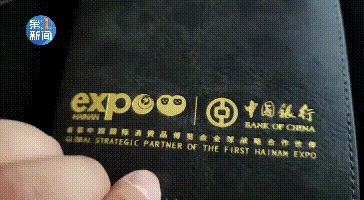 第1
新闻
expo
HAINAN
中国银行
BANK OF CHINA
首届中国国际消费品博览会全球战略合作伙伴
GLOBAL STRATEGIC PARTNER OF THE FIRST HAINAN EXPO